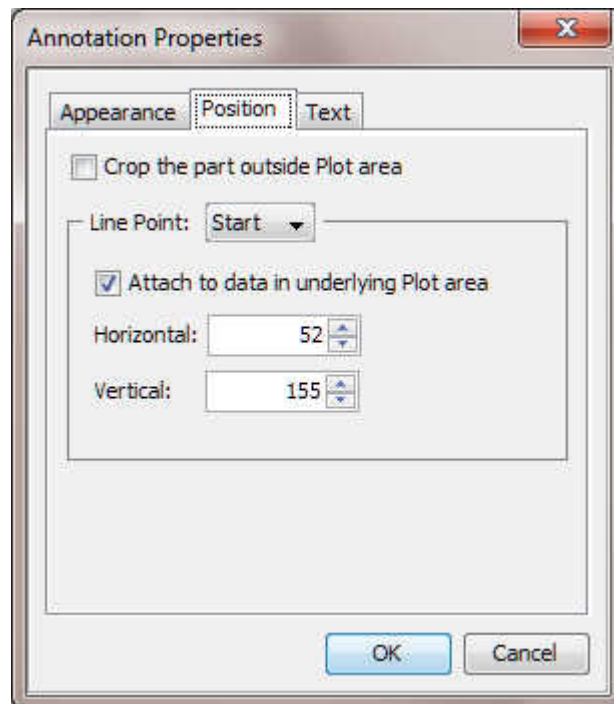 Annotation Properties
Appearance Position Text
Crop the part outside Plot area
Line Point: Start
Attach to data in underlying Plot area
Horizontal: 52
Vertical: 155
OK Cancel